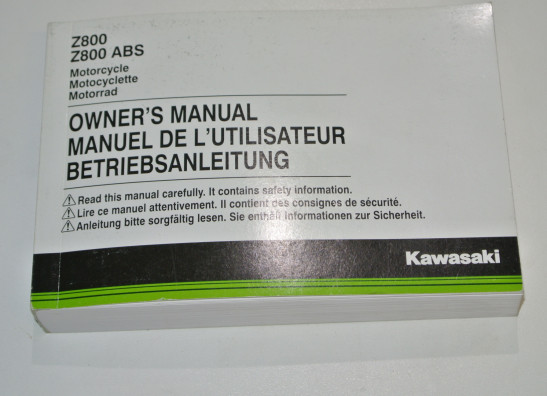 Z800
Z800 ABS
Motorcycle
Motocyclette
Motorrad
OWNER'S MANUAL
MANUEL DE L'UTILISATEUR
BETRIEBSANLEITUNG
Read this manual carefully. It contains safety information.
Lire ce manuel attentivement. Il contient des consignes de sécurité.
Anleitung bitte sorgfältig lesen. Sie enthält Informationen zur Sicherheit.
Kawasaki